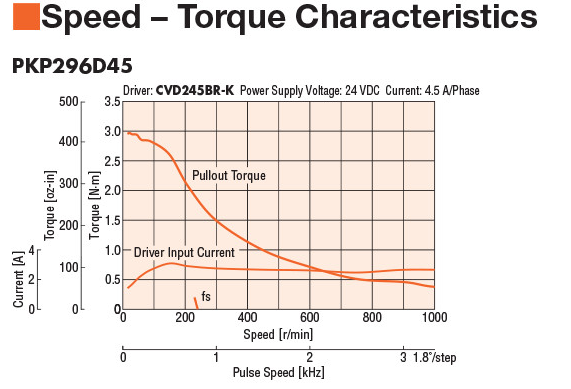 Speed – Torque Characteristics
PKP296D45
Driver: CVD245BR-K Power Supply Voltage: 24 VDC Current: 4.5 A/Phase
500
400
300
200
100
0
Torque [oz-in]
3.5
3.0
2.5
2.0
1.5
1.0
0.5
0
Torque [N·m]
4
2
0
Current [A]
Pullout Torque
Driver Input Current
fs
0 200 400 600 800 1000
Speed [r/min]
0 1 2 3 1.8°/step
Pulse Speed [kHz]